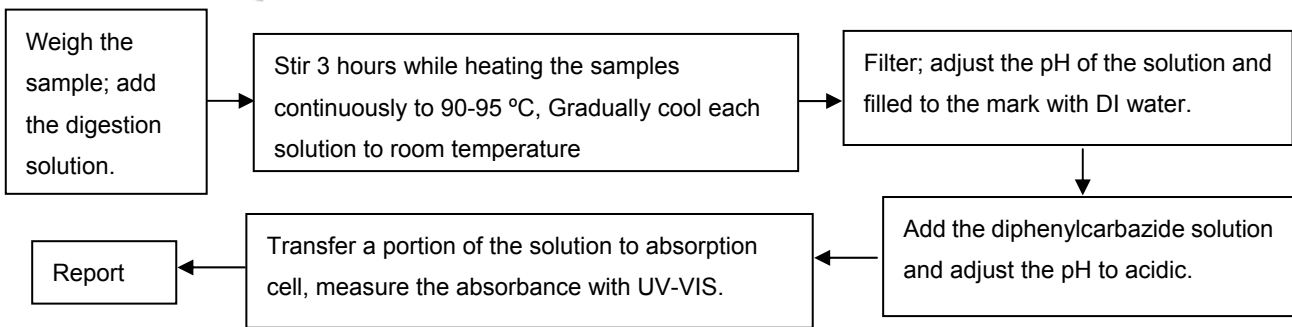 Weigh the
sample; add
the digestion
solution.
Stir 3 hours while heating the samples
continuously to 90-95 ºC, Gradually cool each
solution to room temperature
Filter; adjust the pH of the solution and
filled to the mark with DI water.
Add the diphenylcarbazide solution
and adjust the pH to acidic.
Transfer a portion of the solution to absorption
cell, measure the absorbance with UV-VIS.
Report